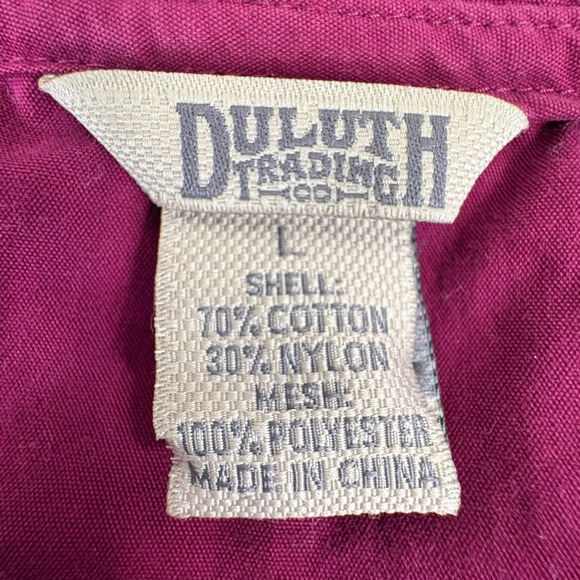 DULUTH
TRADING
CO
L
SHELL:
70% COTTON
30% NYLON
MESH:
100% POLYESTER
MADE IN CHINA